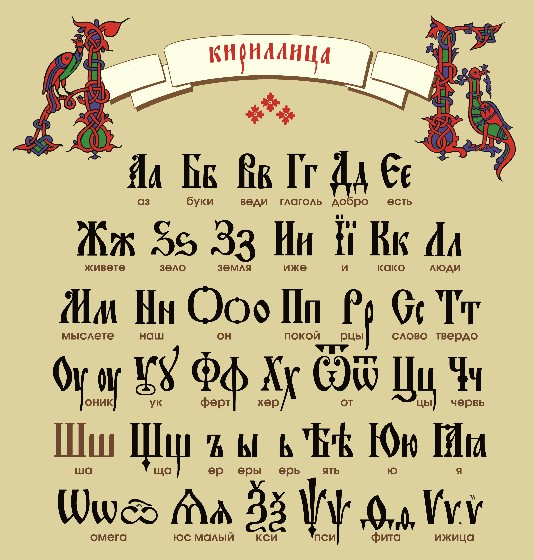 кириллица
Аа Бб Вв Гг Дд Єє
аз буки веди глаголь добро есть
Жж Ѕѕ Зз Ии Її Кк Лл
живете зело земля иже и како люди
Мм Нн Оо Пп Рр Сс Тт
мыслете наш он покой рцы слово твердо
Оу оу Ꙋꙋ Фф Хх Ѿѿ Цц Чч
оник ук ферт хер от цы червь
Шш Щщ ъ ы ь Ѣѣ Юю Ꙗꙗ
ша ща ер еры ерь ять ю я
Ѡѡ Ѧѧ Ѯѯ Ѱѱ Ѳѳ Ѵѵ
омега юс малый кси пси фита ижица